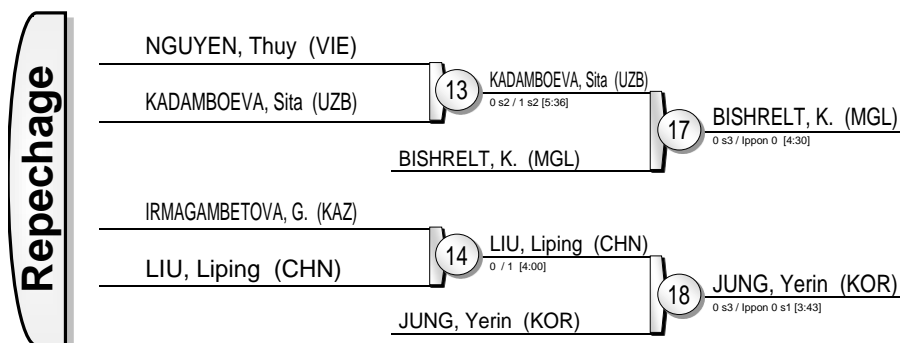 Repechage
NGUYEN, Thuy (VIE)
KADAMBOEVA, Sita (UZB)
13
KADAMBOEVA, Sita (UZB)
0 s2 / 1 s2 [5:36]
BISHRELT, K. (MGL)
17
BISHRELT, K. (MGL)
0 s3 / Ippon 0 [4:30]
IRMAGAMBETOVA, G. (KAZ)
LIU, Liping (CHN)
14
LIU, Liping (CHN)
0 / 1 [4:00]
JUNG, Yerin (KOR)
18
JUNG, Yerin (KOR)
0 s3 / Ippon 0 s1 [3:43]